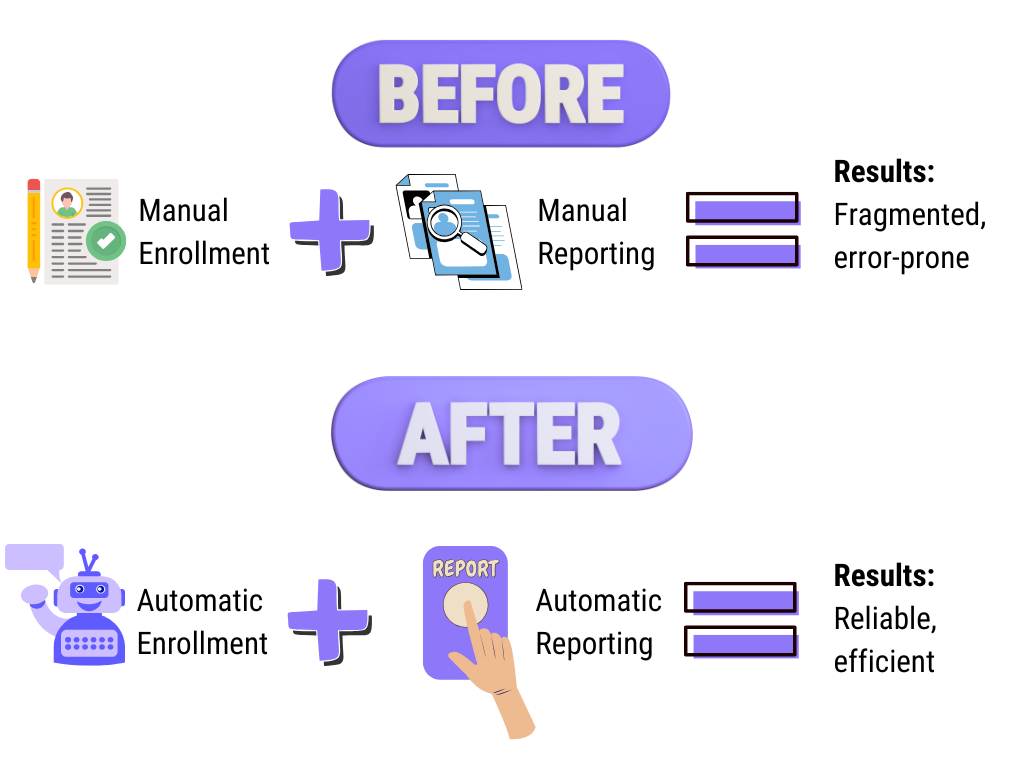 BEFORE
Manual
Enrollment
Manual
Reporting
Results:
Fragmented,
error-prone
AFTER
Automatic
Enrollment
REPORT
Automatic
Reporting
Results:
Reliable,
efficient